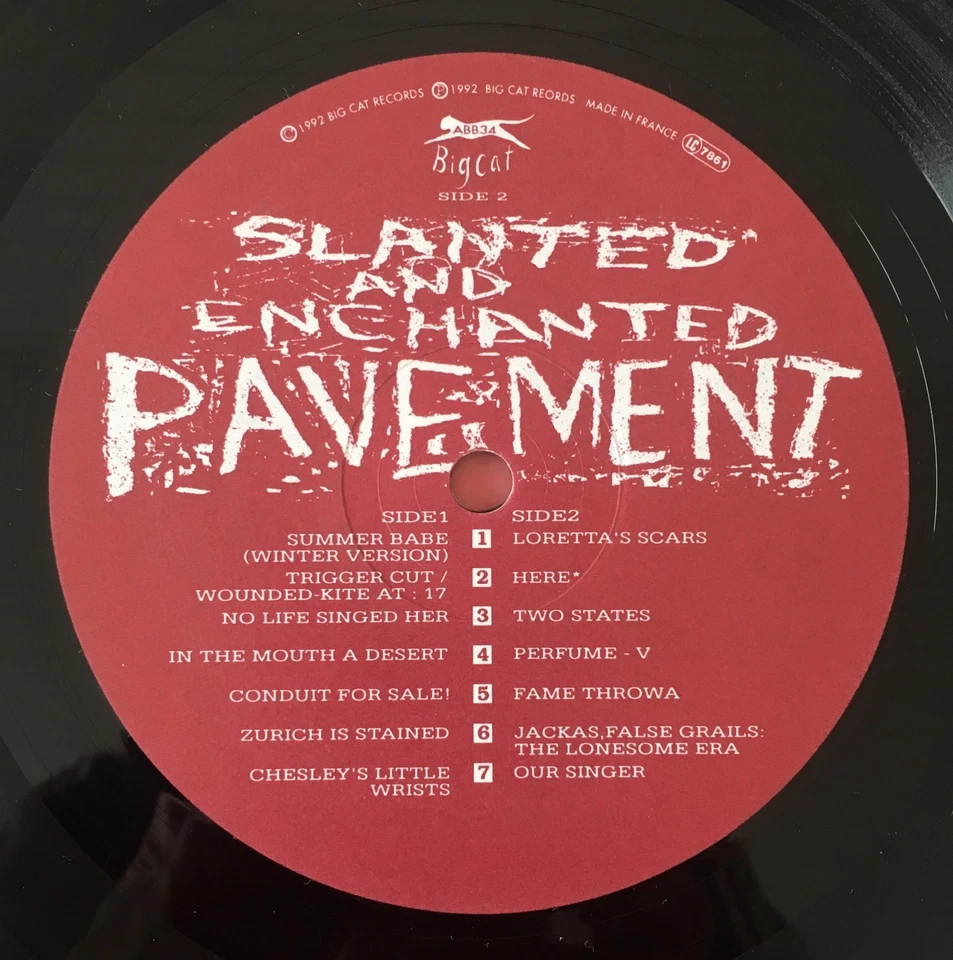 © 1992 BIG CAT RECORDS ℗ 1992 BIG CAT REORDS MADE IN FRANCE LC 7861
ABB34
Bigcat
SIDE 2
SLANTED
AND
ENCHANTED
PAVEMENT
SIDE1 SIDE2
SUMMER BABE 1 LORETTA'S SCARS
(WINTER VERSION)
TRIGGER CUT / 2 HERE*
WOUNDED-KITE AT : 17
NO LIFE SINGED HER 3 TWO STATES
IN THE MOUTH A DESERT 4 PERFUME - V
CONDUIT FOR SALE! 5 FAME THROWA
ZURICH IS STAINED 6 JACKAS,FALSE GRAILS:
THE LONESOME ERA
CHESLEY'S LITTLE 7 OUR SINGER
WRISTS